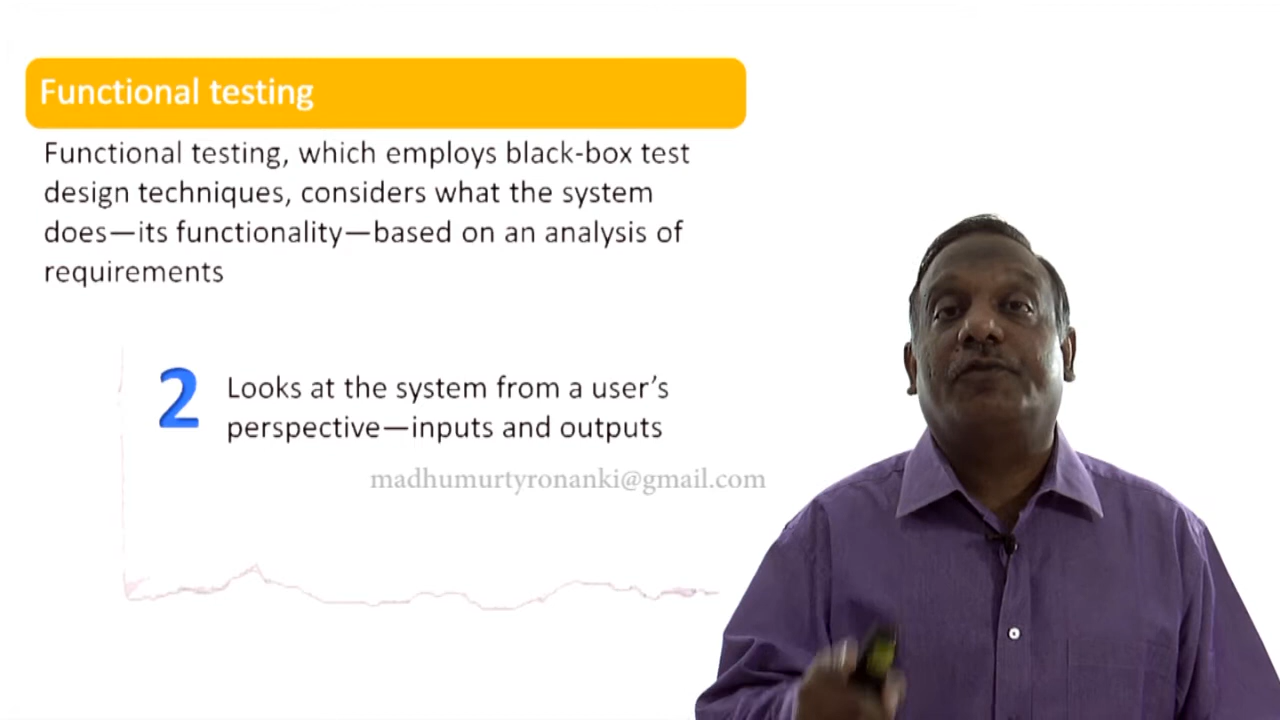 Functional testing
Functional testing, which employs black-box test
design techniques, considers what the system
does—its functionality—based on an analysis of
requirements
2
Looks at the system from a user's
perspective—inputs and outputs
madhumurtyronanki@gmail.com